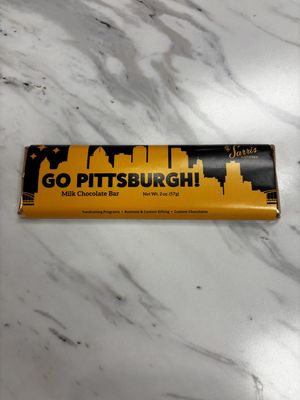 Sarris
GO PITTSBURGH!
Milk Chocolate Bar
Net Wt. 2 oz. (57g)
Fundraising Programs • Business & Custom Gifting • Custom Chocolates